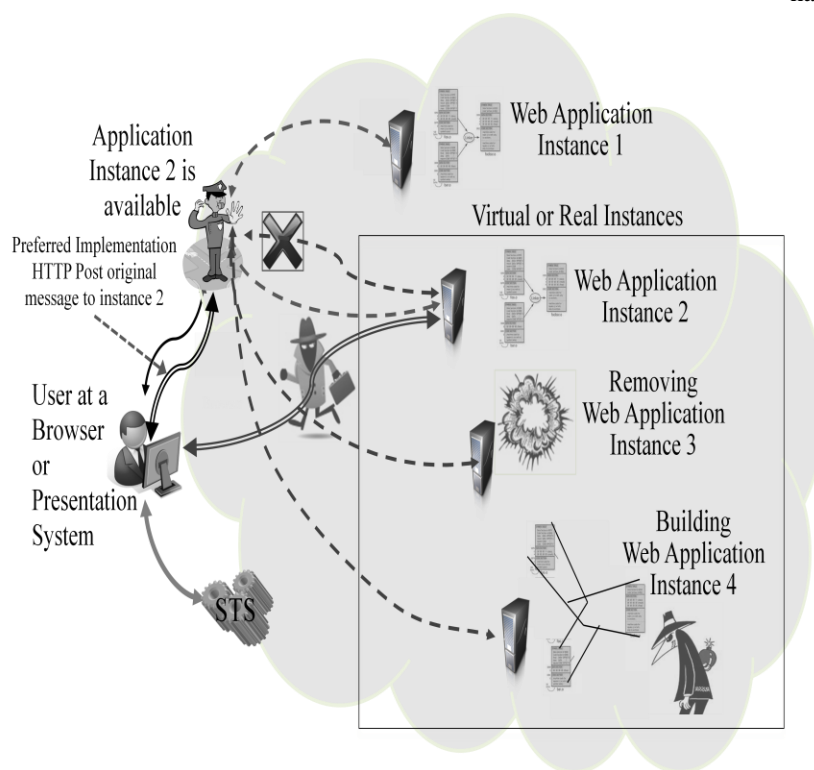 Application
Instance 2 is
available
Preferred Implementation
HTTP Post original
message to instance 2
User at a
Browser
or
Presentation
System
STS
Web Application
Instance 1
Virtual or Real Instances
Web Application
Instance 2
Removing
Web Application
Instance 3
Building
Web Application
Instance 4